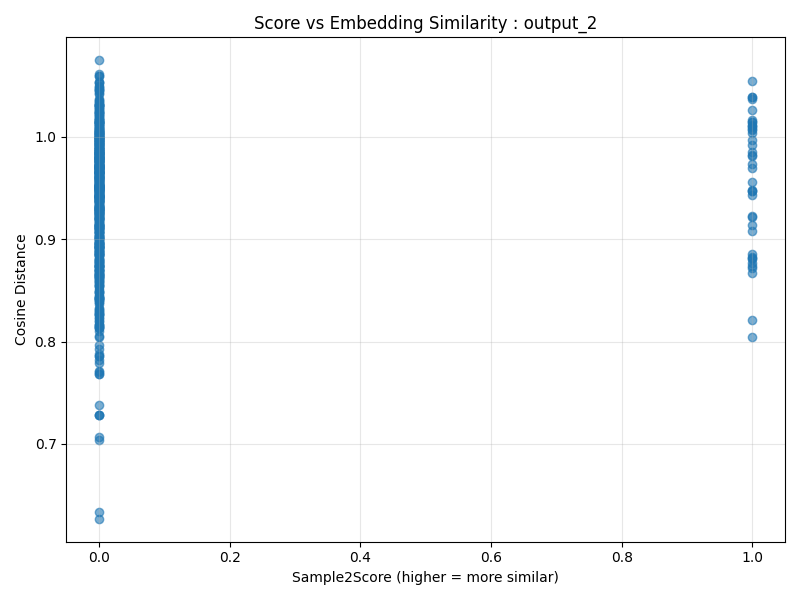 Score vs Embedding Similarity : output_2
Cosine Distance
1.0
0.9
0.8
0.7
0.0 0.2 0.4 0.6 0.8 1.0
Sample2Score (higher = more similar)